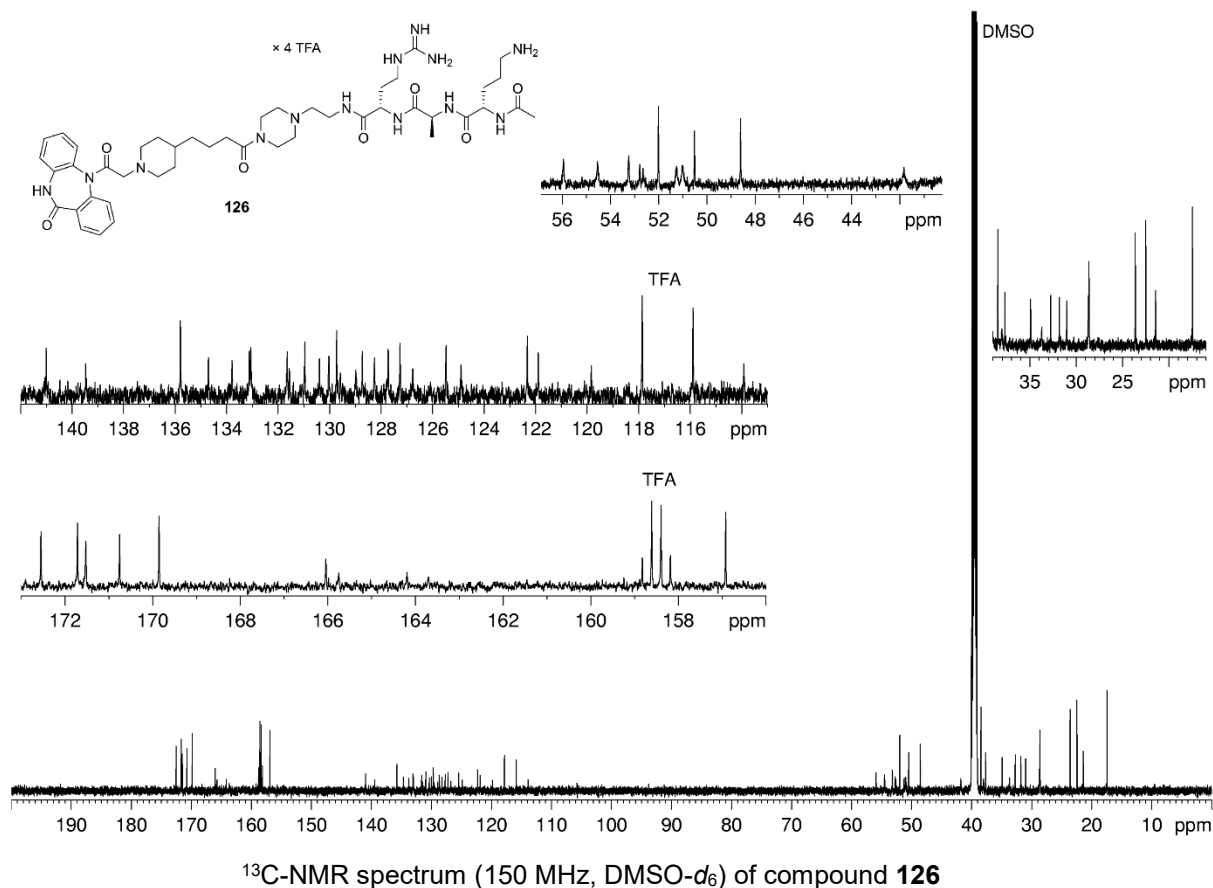 × 4 TFA
NH
HN
NH₂
NH₂
O
N
H
N
O
N
H
O
H
N
O
N
H
O
N
N
O
N
O
N
NH
O
126
DMSO
56 54 52 50 48 46 44 ppm
35 30 25 ppm
TFA
140 138 136 134 132 130 128 126 124 122 120 118 116 ppm
TFA
172 170 168 166 164 162 160 158 ppm
190 180 170 160 150 140 130 120 110 100 90 80 70 60 50 40 30 20 10 ppm
¹³C-NMR spectrum (150 MHz, DMSO-d₆) of compound 126